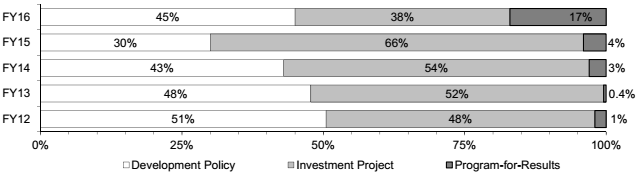 FY16 45% 38% 17%
FY15 30% 66% 4%
FY14 43% 54% 3%
FY13 48% 52% 0.4%
FY12 51% 48% 1%
0% 25% 50% 75% 100%
Development Policy Investment Project Program-for-Results